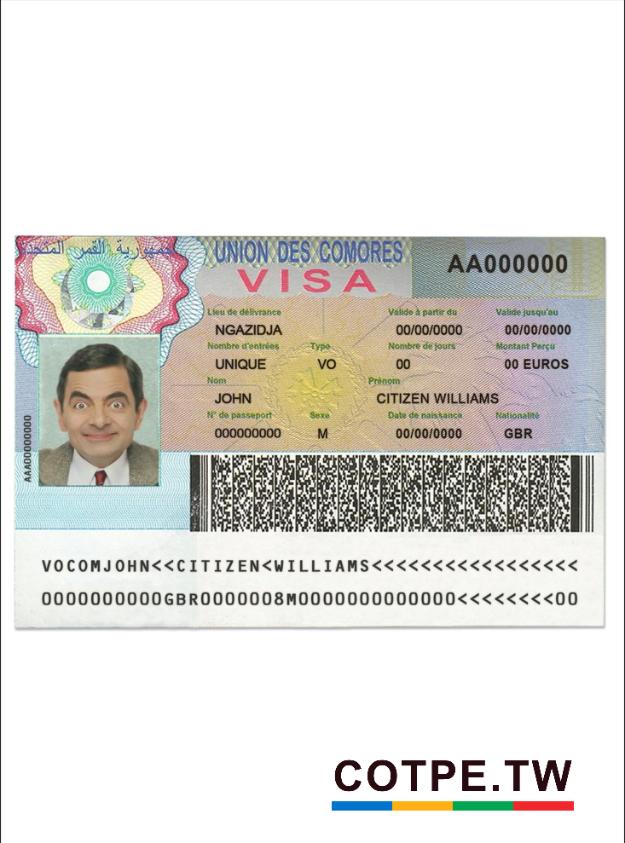 جمهورية القمر المتحدة
UNION DES COMORES
VISA
AA000000
Lieu de délivrance Valide à partir du Valide jusqu'au
NGAZIDJA 00/00/0000 00/00/0000
Nombre d'entrées Type Nombre de jours Montant Perçu
UNIQUE VO 00 00 EUROS
Nom Prénom
JOHN CITIZEN WILLIAMS
N° de passeport Sexe Date de naissance Nationalité
000000000 M 00/00/0000 GBR
AAA00000000
VOCOMJOHN<<CITIZEN<WILLIAMS<<<<<<<<<<<<<<<<<
0000000000GBR0000008M0000000000000<<<<<<<<00
COTPE.TW